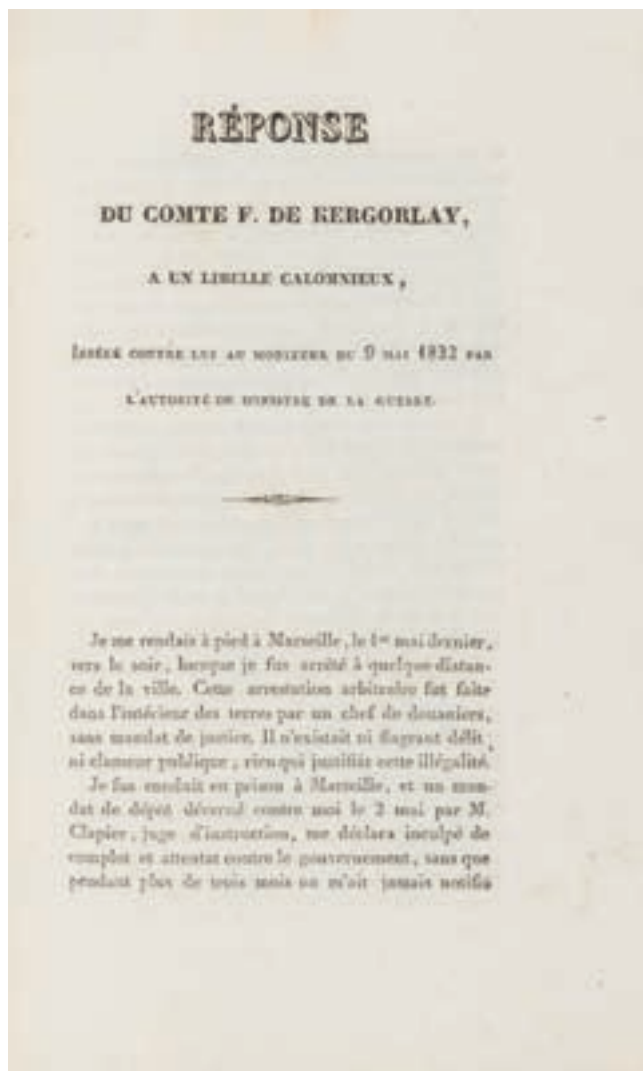 RÉPONSE
DU COMTE F. DE KERGORLAY,
A UN LIBELLE CALOMNIEUX,
INSÉRÉ CONTRE LUI AU MONITEUR DU 9 MAI 1832 PAR
L'AUTORITÉ DU MINISTRE DE LA GUERRE.
Je me rendais à pied à Marseille, le 1er mai dernier,
vers le soir, lorsque je fus arrêté à quelque distan-
ce de la ville. Cette arrestation arbitraire fut faite
dans l'intérieur des terres par un chef de douaniers,
sans mandat de justice. Il n'existait ni flagrant délit,
ni clameur publique, rien qui justifiât cette illégalité.
Je fus conduit en prison à Marseille, et un man-
dat de dépôt décerné contre moi le 2 mai par M.
Clapier, juge d'instruction, me déclara inculpé de
complot et attentat contre le gouvernement, sans que
pendant plus de trois mois on m'ait jamais notifié